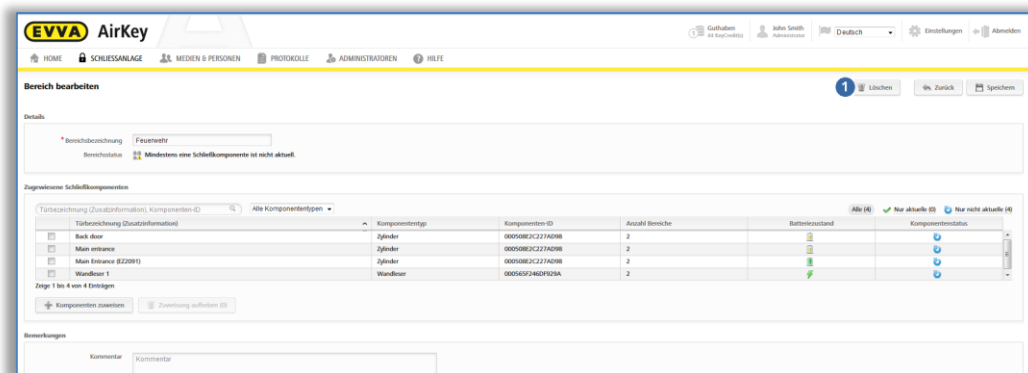 EVVA AirKey
Guthaben
44 KeyCredits
John Smith
Administrator
Deutsch
Einstellungen
Abmelden
HOME SCHLIESSANLAGE MEDIEN & PERSONEN PROTOKOLLE ADMINISTRATOREN HILFE
Bereich bearbeiten
1 Löschen Zurück Speichern
Details
* Bereichsbezeichnung Feuerwehr
Bereichsstatus Mindestens eine Schließkomponente ist nicht aktuell.
Zugewiesene Schließkomponenten
Türbezeichnung (Zusatzinformation), Komponenten-ID Alle Komponententypen Alle (4) Nur aktuelle (0) Nur nicht aktuelle (4)
Türbezeichnung (Zusatzinformation) Komponententyp Komponenten-ID Anzahl Bereiche Batteriezustand Komponentenstatus
Back door Zylinder 000508E2C227AD98 2
Main entrance Zylinder 000508E2C227AD98 2
Main Entrance (EZ2091) Zylinder 000508E2C227AD98 2
Wandleser 1 Wandleser 000565F246DF929A 2
Zeige 1 bis 4 von 4 Einträgen
Komponenten zuweisen Zuweisung aufheben (0)
Bemerkungen
Kommentar Kommentar